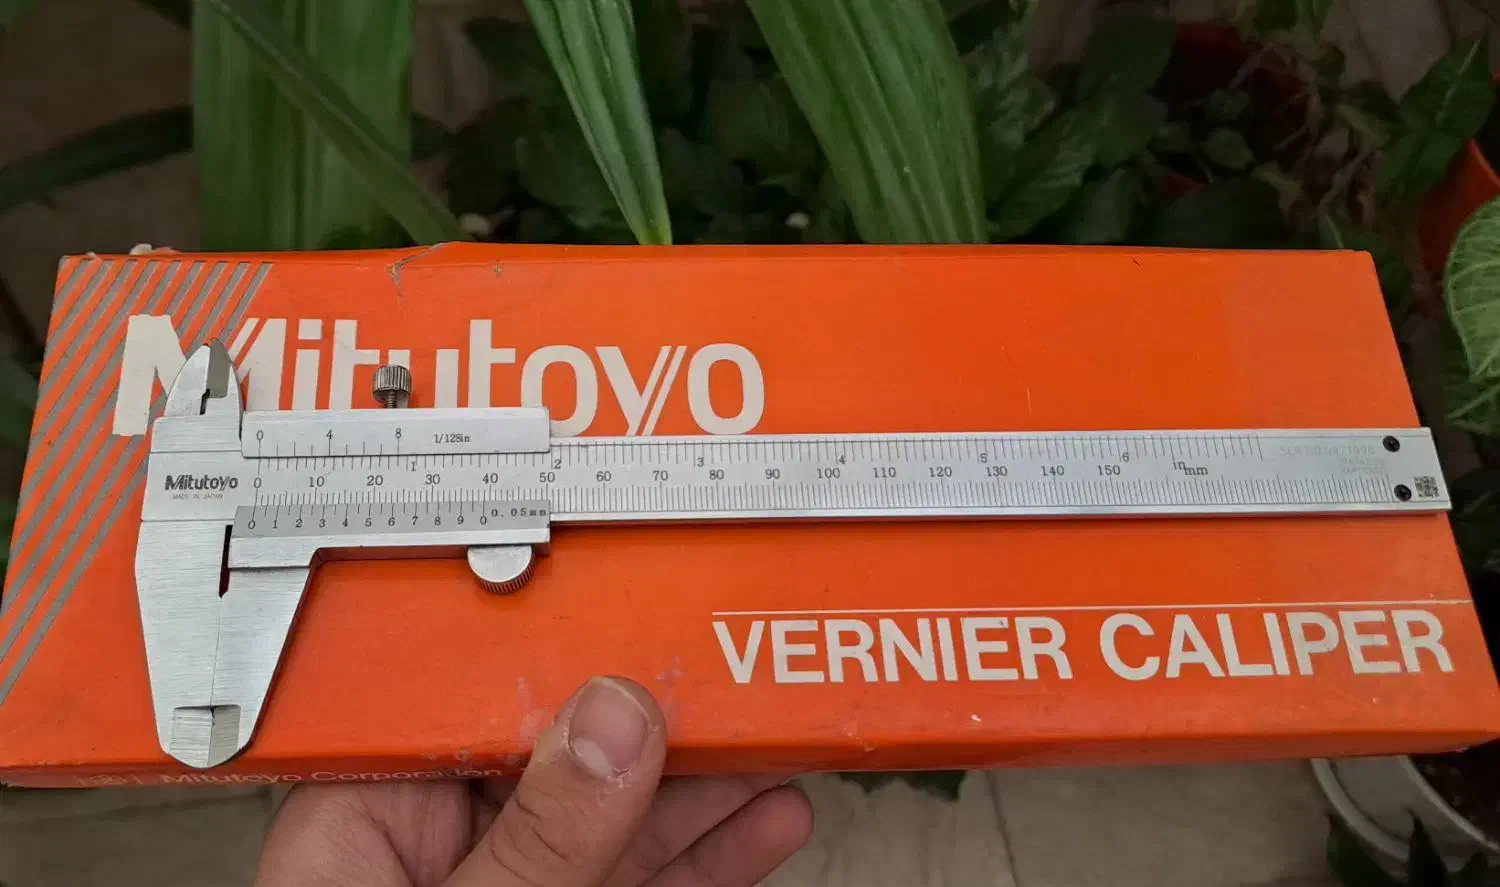 Mitutoyo
0 4 8 1/128in
1 2 3 4 5 6 in
Mitutoyo
MADE IN JAPAN
0 10 20 30 40 50 60 70 80 90 100 110 120 130 140 150 mm
0 1 2 3 4 5 6 7 8 9 0 0.05mm
SER NO.
VERNIER CALIPER
Mitutoyo Corporation